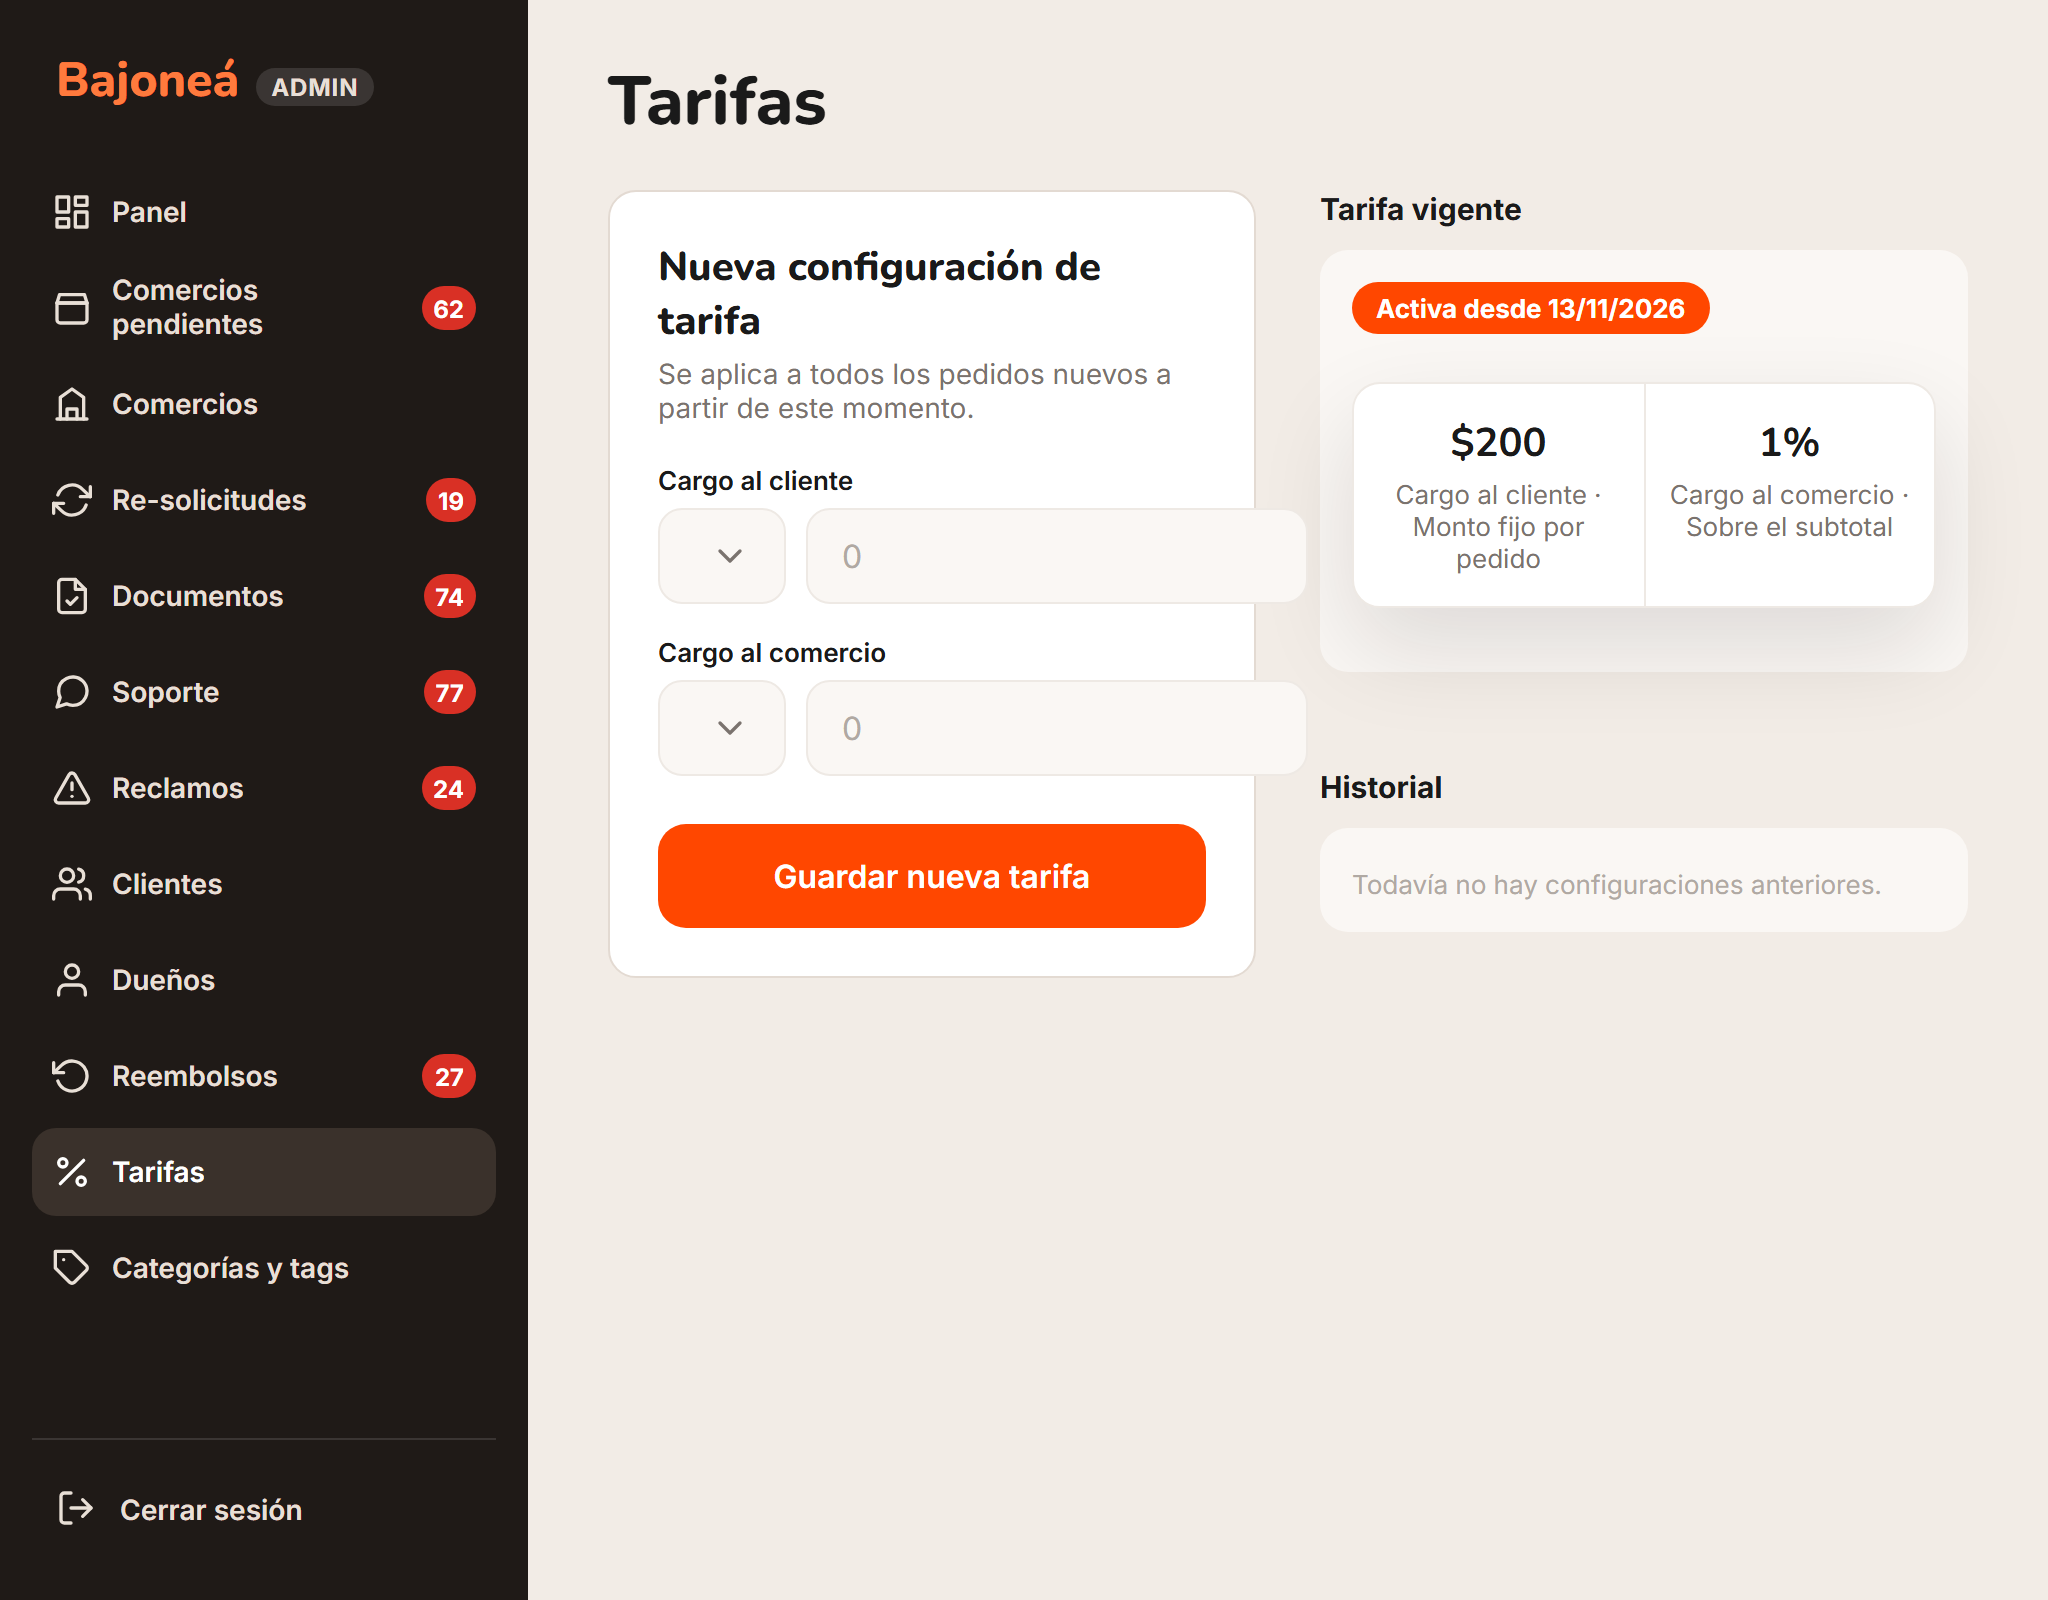 Bajoneá ADMIN
Panel
Comercios
pendientes
62
Comercios
Re-solicitudes 19
Documentos 74
Soporte 77
Reclamos 24
Clientes
Dueños
Reembolsos 27
Tarifas
Categorías y tags
Cerrar sesión
Tarifas
Nueva configuración de
tarifa
Se aplica a todos los pedidos nuevos a
partir de este momento.
Cargo al cliente
0
Cargo al comercio
0
Guardar nueva tarifa
Tarifa vigente
Activa desde 13/11/2026
$200
Cargo al cliente ·
Monto fijo por
pedido
1%
Cargo al comercio ·
Sobre el subtotal
Historial
Todavía no hay configuraciones anteriores.